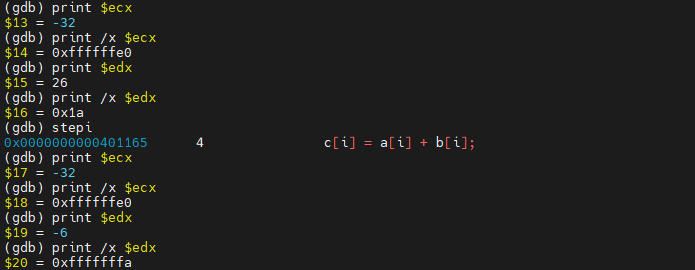 (gdb) print $ecx
$13 = -32
(gdb) print /x $ecx
$14 = 0xffffffe0
(gdb) print $edx
$15 = 26
(gdb) print /x $edx
$16 = 0x1a
(gdb) stepi
0x0000000000401165      4               c[i] = a[i] + b[i];
(gdb) print $ecx
$17 = -32
(gdb) print /x $ecx
$18 = 0xffffffe0
(gdb) print $edx
$19 = -6
(gdb) print /x $edx
$20 = 0xfffffffa